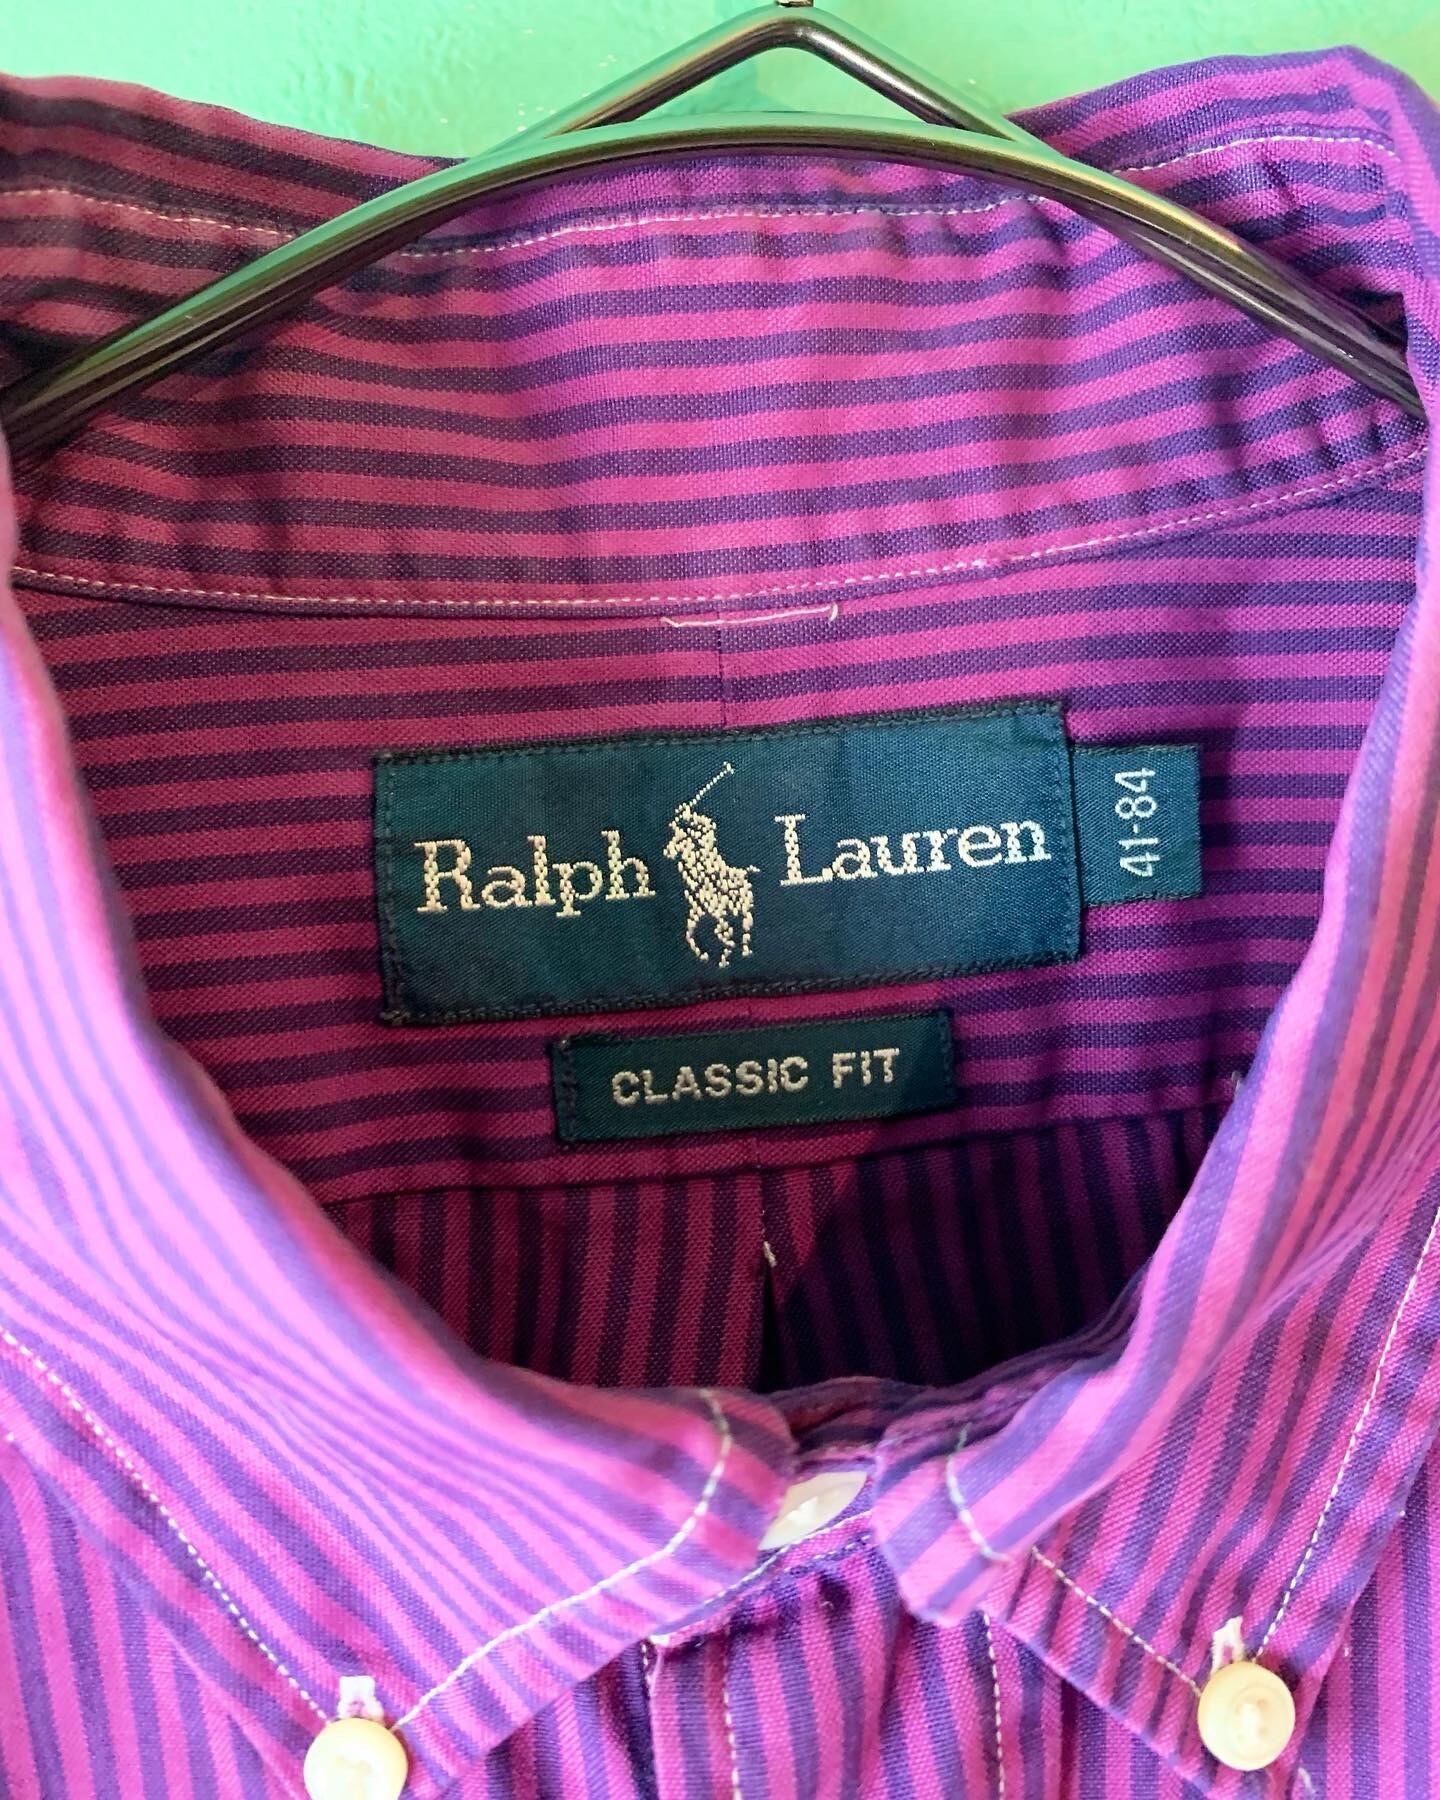 Ralph Lauren
41-84
CLASSIC FIT